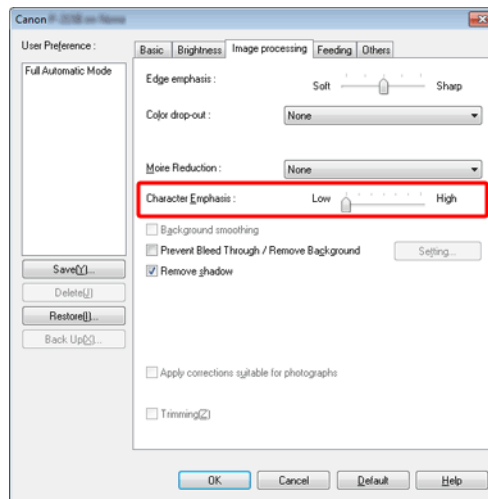 Canon
User Preference :
Full Automatic Mode
Save(Y)...
Delete(J)
Restore(I)...
Back Up(X)...
Basic Brightness Image processing Feeding Others
Edge emphasis : Soft Sharp
Color drop-out : None
Moire Reduction : None
Character Emphasis : Low High
Background smoothing
Prevent Bleed Through / Remove Background Setting...
Remove shadow
Apply corrections suitable for photographs
Trimming(Z)
OK Cancel Default Help